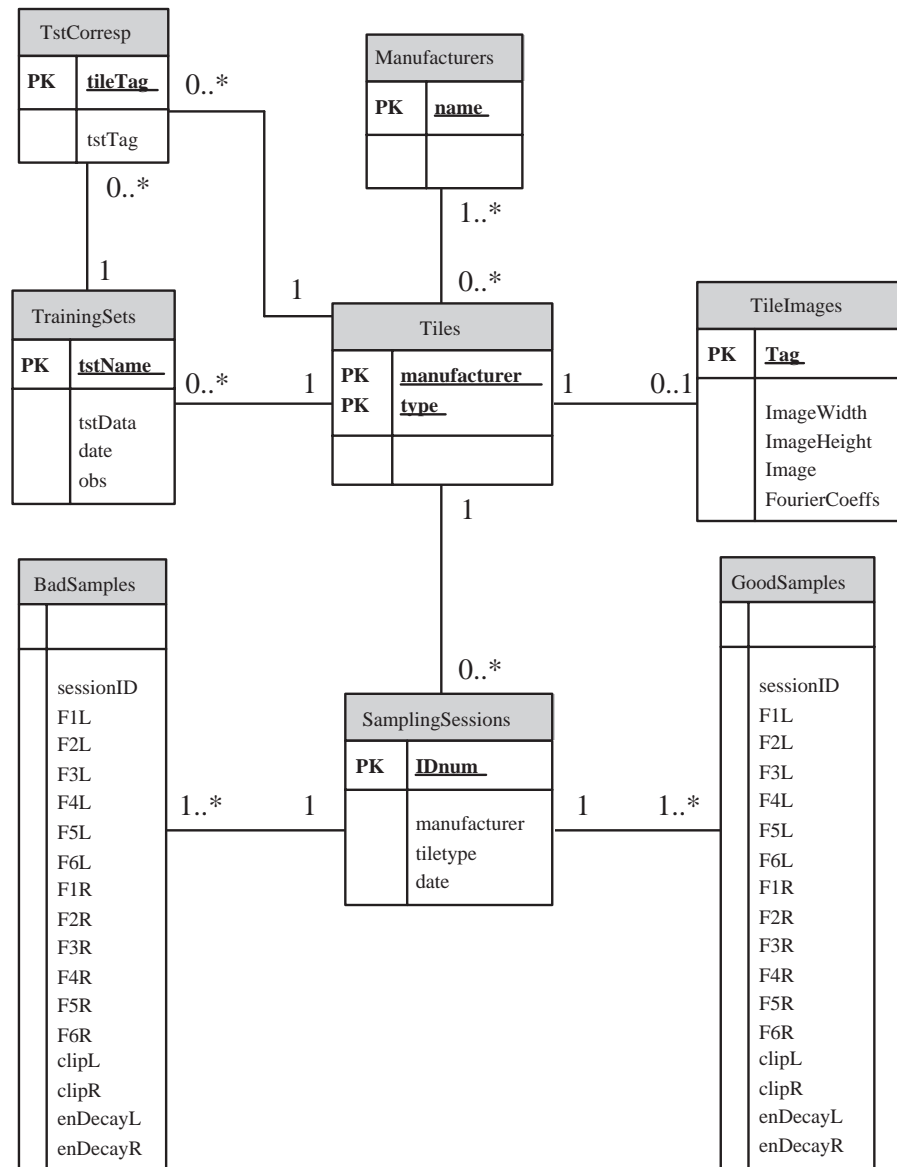 TstCorresp
PK tileTag
tstTag
0..*
0..*
1
1
Manufacturers
PK name
1..*
0..*
TrainingSets
PK tstName
tstData
date
obs
0..*
1
Tiles
PK manufacturer
PK type
1
0..1
TileImages
PK Tag
ImageWidth
ImageHeight
Image
FourierCoeffs
1
0..*
BadSamples
sessionID
F1L
F2L
F3L
F4L
F5L
F6L
F1R
F2R
F3R
F4R
F5R
F6R
clipL
clipR
enDecayL
enDecayR
1..*
1
SamplingSessions
PK IDnum
manufacturer
tiletype
date
1
1..*
GoodSamples
sessionID
F1L
F2L
F3L
F4L
F5L
F6L
F1R
F2R
F3R
F4R
F5R
F6R
clipL
clipR
enDecayL
enDecayR